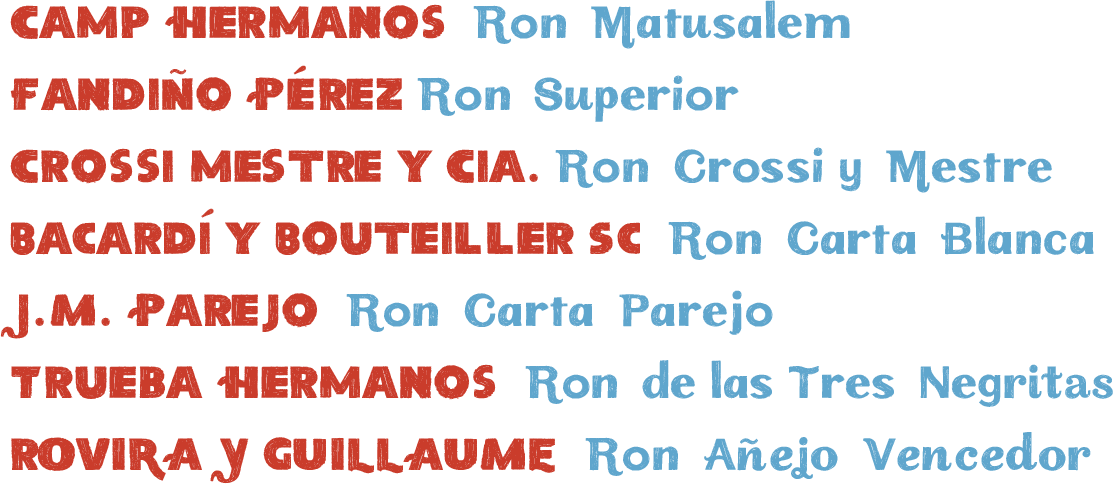 CAMP HERMANOS Ron Matusalem
FANDIÑO PÉREZ Ron Superior
CROSSI MESTRE Y CIA. Ron Crossi y Mestre
BACARDÍ Y BOUTEILLER SC Ron Carta Blanca
J.M. PAREJO Ron Carta Parejo
TRUEBA HERMANOS Ron de las Tres Negritas
ROVIRA Y GUILLAUME Ron Añejo Vencedor